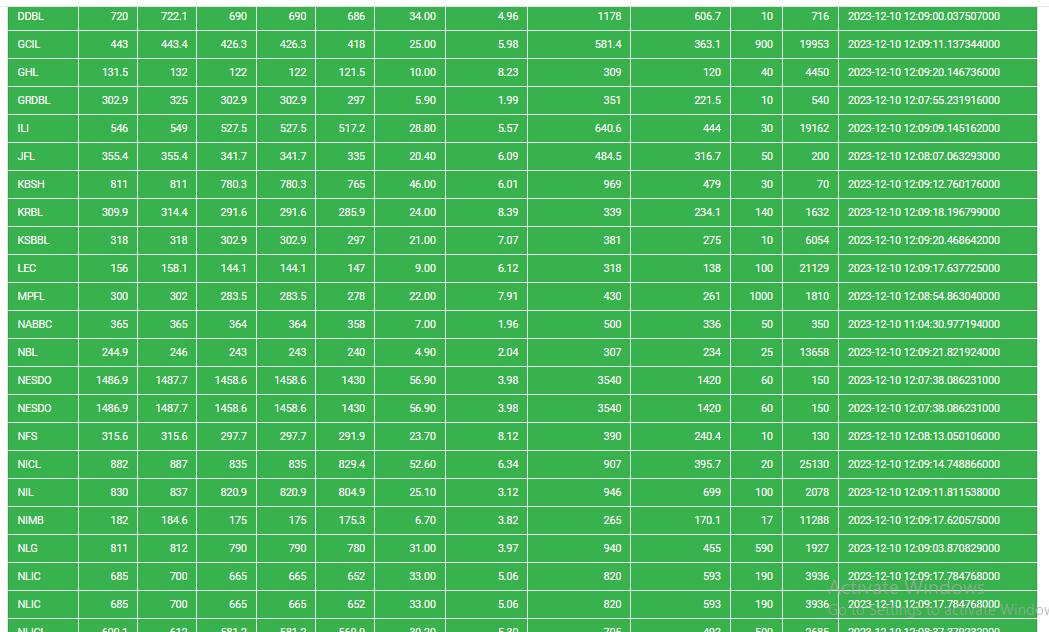 DDBL 720 722.1 690 690 686 34.00 4.96 1178 606.7 10 716 2023-12-10 12:09:00.037507000
GCIL 443 443.4 426.3 426.3 418 25.00 5.98 581.4 363.1 900 19953 2023-12-10 12:09:11.137344000
GHL 131.5 132 122 122 121.5 10.00 8.23 309 120 40 4450 2023-12-10 12:09:20.146736000
GRDBL 302.9 325 302.9 302.9 297 5.90 1.99 351 221.5 10 540 2023-12-10 12:07:55.231916000
ILI 546 549 527.5 527.5 517.2 28.80 5.57 640.6 444 30 19162 2023-12-10 12:09:09.145162000
JFL 355.4 355.4 341.7 341.7 335 20.40 6.09 484.5 316.7 50 200 2023-12-10 12:08:07.063293000
KBSH 811 811 780.3 780.3 765 46.00 6.01 969 479 30 70 2023-12-10 12:09:12.760176000
KRBL 309.9 314.4 291.6 291.6 285.9 24.00 8.39 339 234.1 140 1632 2023-12-10 12:09:18.196799000
KSBBL 318 318 302.9 302.9 297 21.00 7.07 381 275 10 6054 2023-12-10 12:09:20.468642000
LEC 156 158.1 144.1 144.1 147 9.00 6.12 318 138 100 21129 2023-12-10 12:09:17.637725000
MPFL 300 302 283.5 283.5 278 22.00 7.91 430 261 1000 1810 2023-12-10 12:08:54.863040000
NABBC 365 365 364 364 358 7.00 1.96 500 336 50 350 2023-12-10 11:04:30.977194000
NBL 244.9 246 243 243 240 4.90 2.04 307 234 25 13658 2023-12-10 12:09:21.821924000
NESDO 1486.9 1487.7 1458.6 1458.6 1430 56.90 3.98 3540 1420 60 150 2023-12-10 12:07:38.086231000
NESDO 1486.9 1487.7 1458.6 1458.6 1430 56.90 3.98 3540 1420 60 150 2023-12-10 12:07:38.086231000
NFS 315.6 315.6 297.7 297.7 291.9 23.70 8.12 390 240.4 10 130 2023-12-10 12:08:13.050106000
NICL 882 887 835 835 829.4 52.60 6.34 907 395.7 20 25130 2023-12-10 12:09:14.748866000
NIL 830 837 820.9 820.9 804.9 25.10 3.12 946 699 100 2078 2023-12-10 12:09:11.811538000
NIMB 182 184.6 175 175 175.3 6.70 3.82 265 170.1 17 11288 2023-12-10 12:09:17.620575000
NLG 811 812 790 790 780 31.00 3.97 940 455 590 1927 2023-12-10 12:09:03.870829000
NLIC 685 700 665 665 652 33.00 5.06 820 593 190 3936 2023-12-10 12:09:17.784768000
Activate Windows
NLIC 685 700 665 665 652 33.00 5.06 820 593 190 3936 2023-12-10 12:09:17.784768000
Go to Settings to activate Window